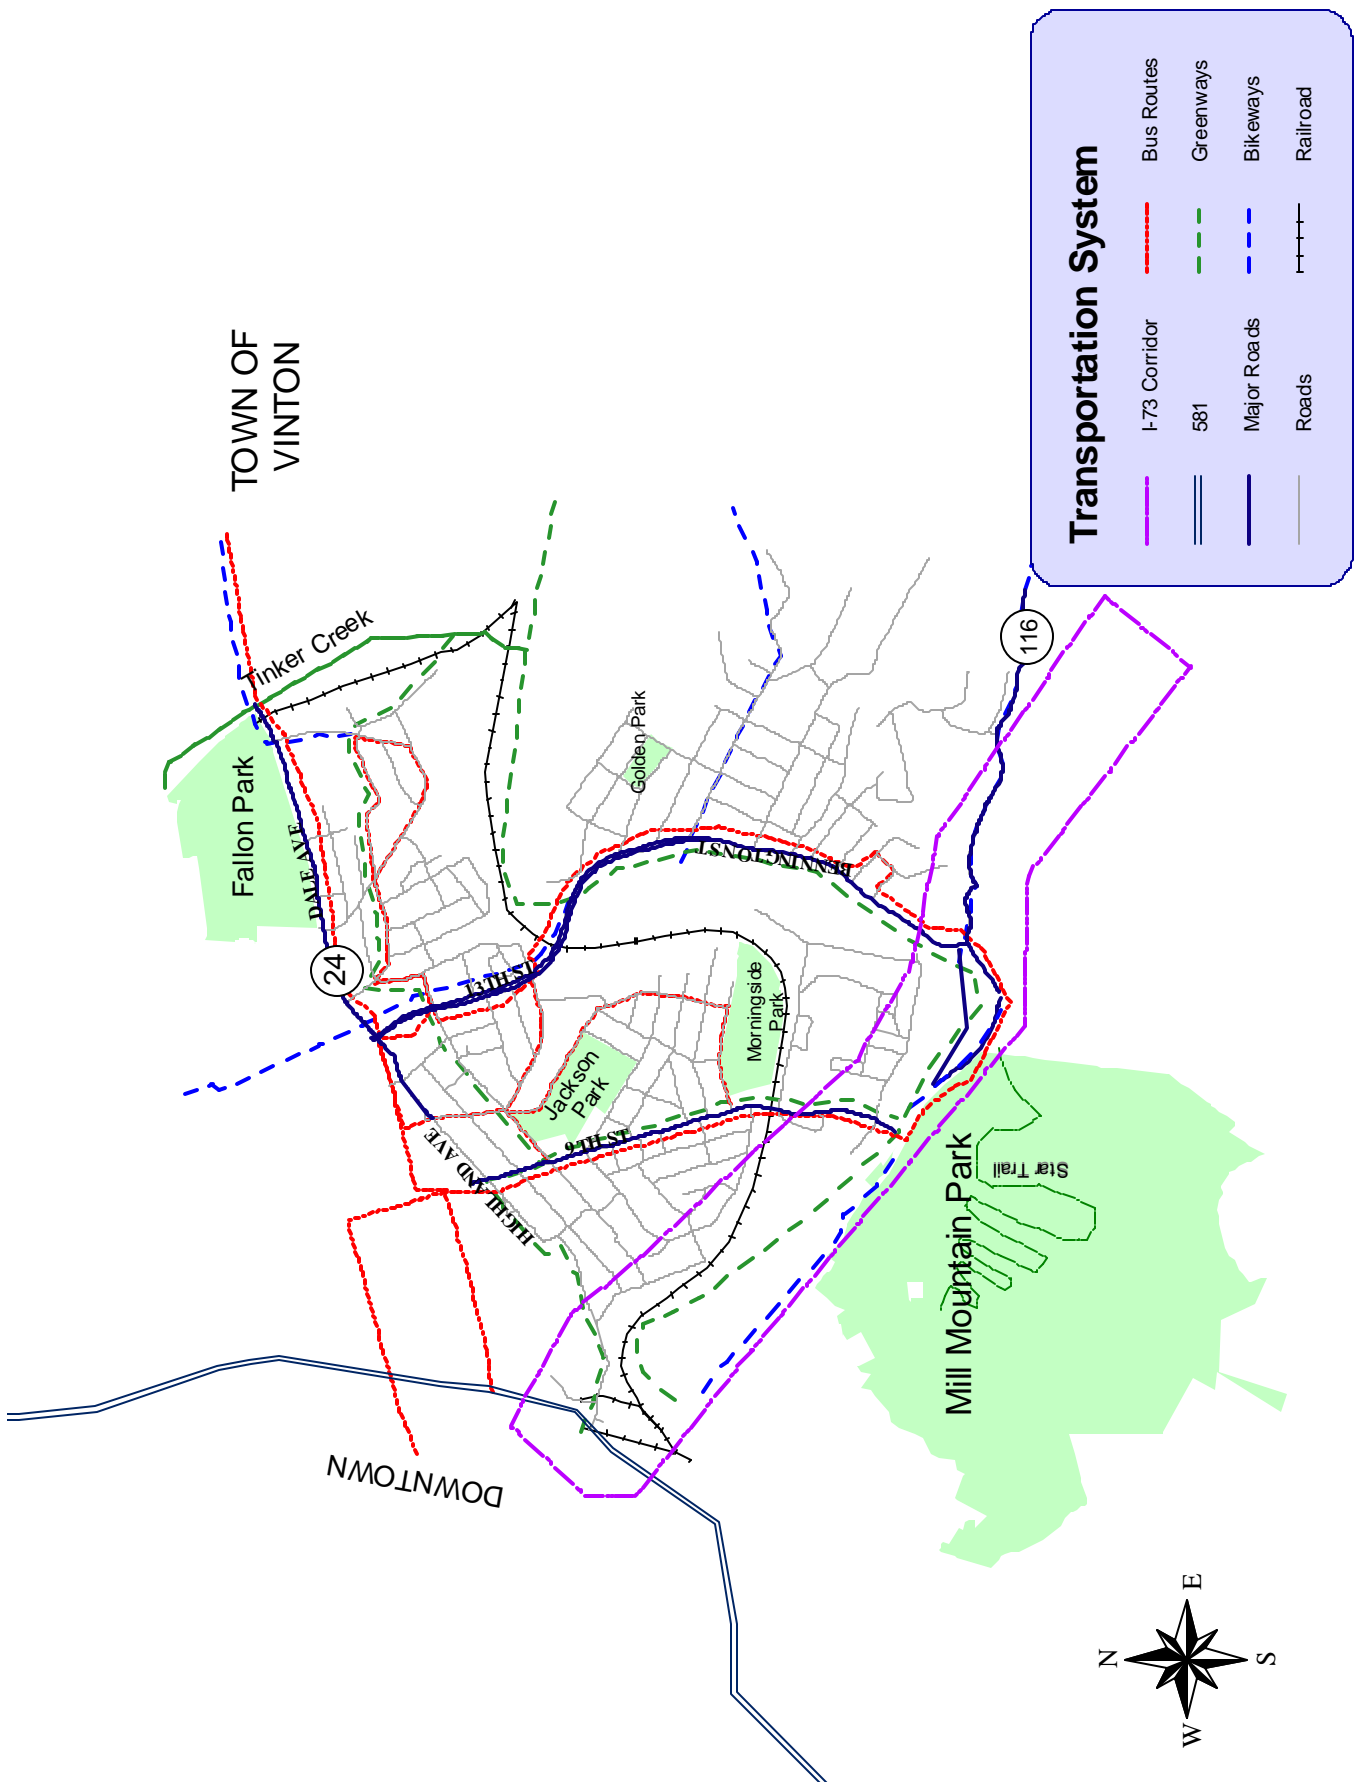 TOWN OF
VINTON
Tinker Creek
Fallon Park
DALE AVE
24
13TH ST
Golden Park
BENNINGTON ST
Morningside
Park
Jackson
Park
9TH ST
HIGHLAND AVE
DOWNTOWN
Mill Mountain Park
Star Trail
116
Transportation System
I-73 Corridor
Bus Routes
581
Greenways
Major Roads
Bikeways
Roads
Railroad
N
E
S
W